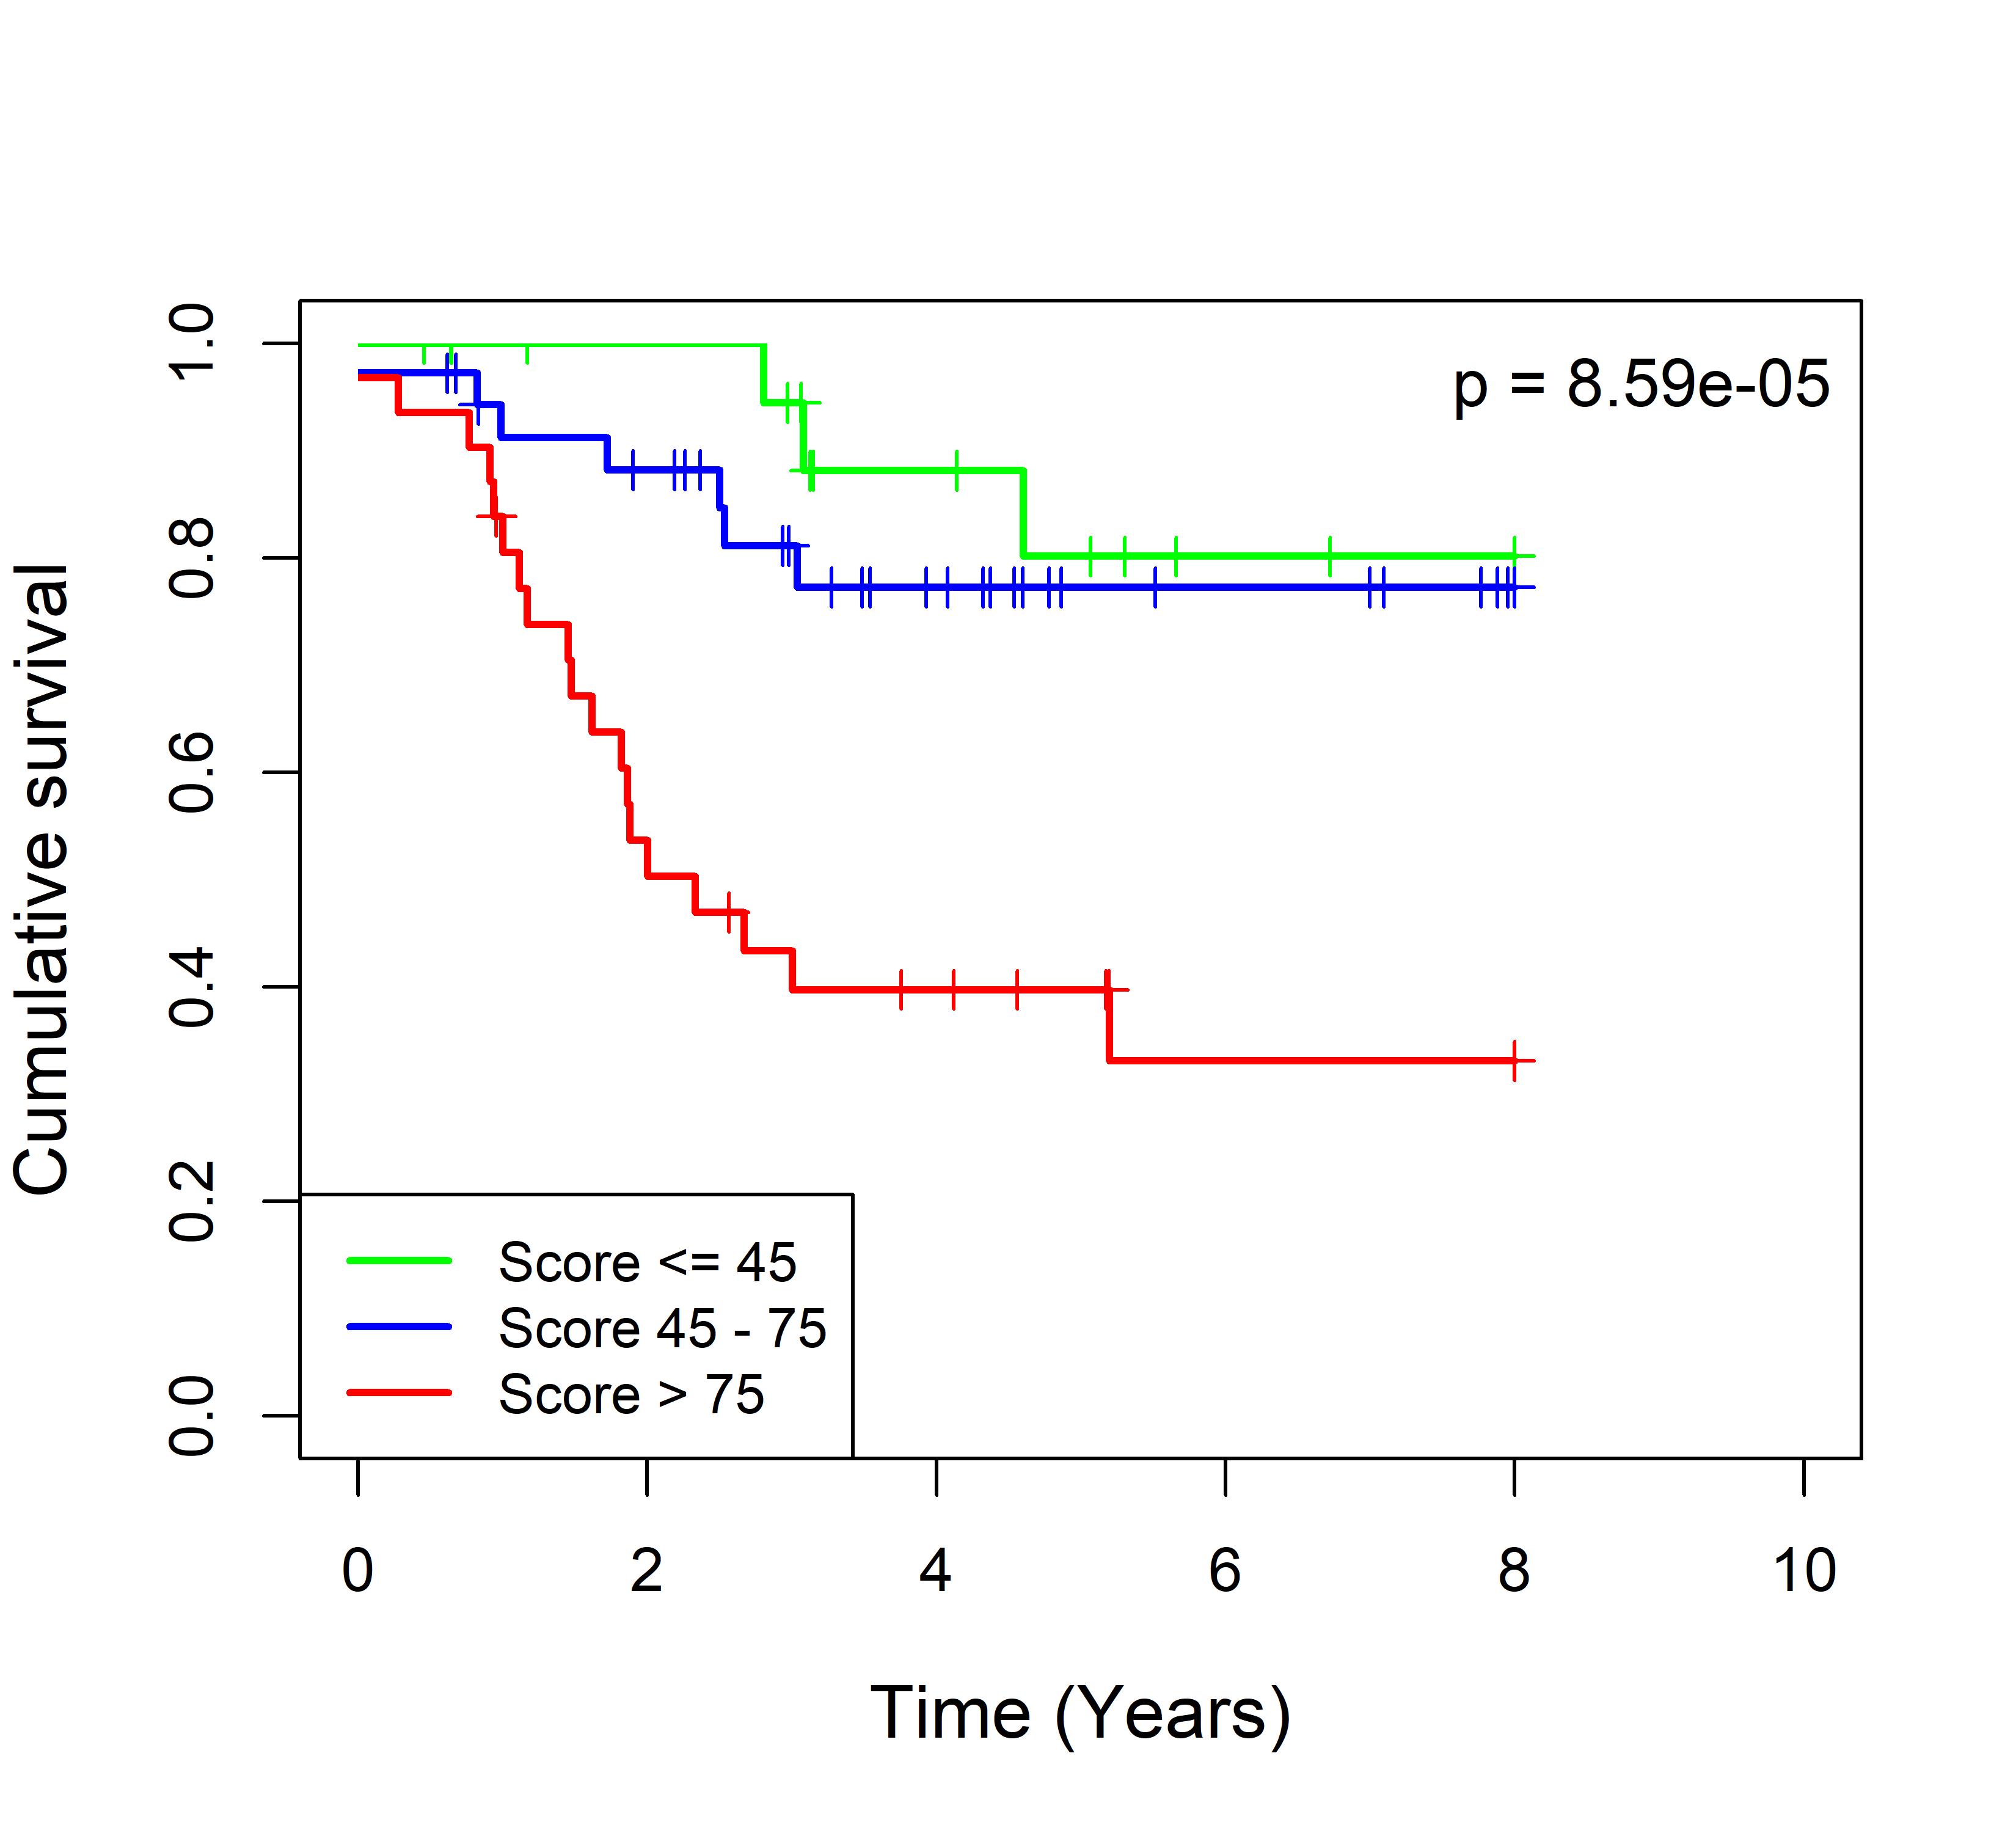 p = 8.59e-05
Cumulative survival
1.0
0.8
0.6
0.4
0.2
0.0
Score <= 45
Score 45 - 75
Score > 75
0 2 4 6 8 10
Time (Years)